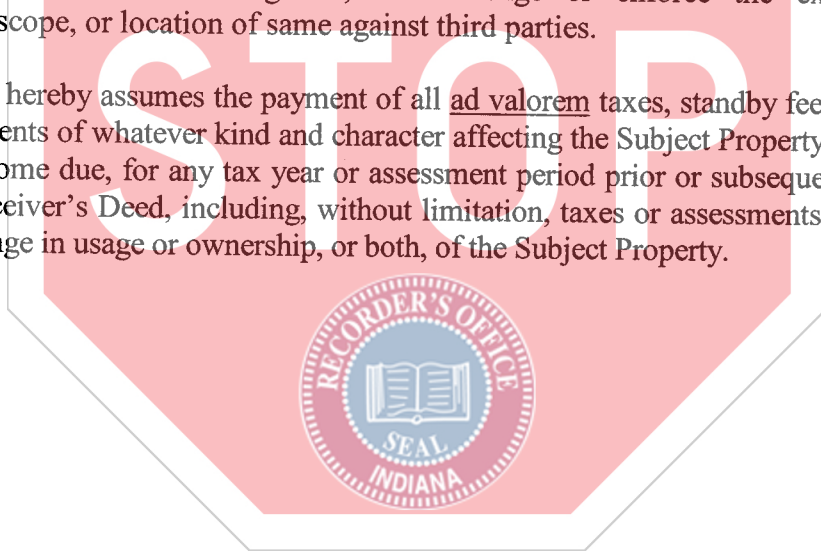 scope, or location of same against third parties.
STOP
hereby assumes the payment of all ad valorem taxes, standby fee
ents of whatever kind and character affecting the Subject Property
ome due, for any tax year or assessment period prior or subseque
eiver's Deed, including, without limitation, taxes or assessments
ge in usage or ownership, or both, of the Subject Property.
RECORDER'S OFFICE
SEAL
INDIANA